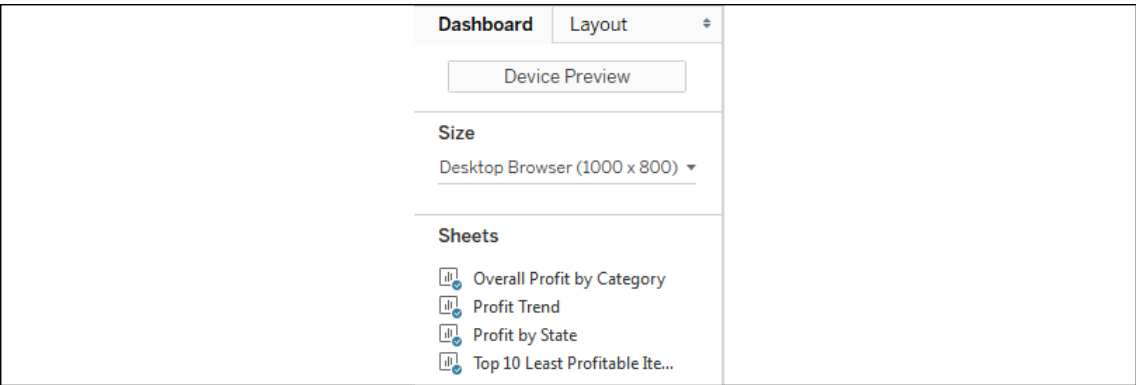 Dashboard Layout
Device Preview
Size
Desktop Browser (1000 x 800)
Sheets
Overall Profit by Category
Profit Trend
Profit by State
Top 10 Least Profitable Ite...